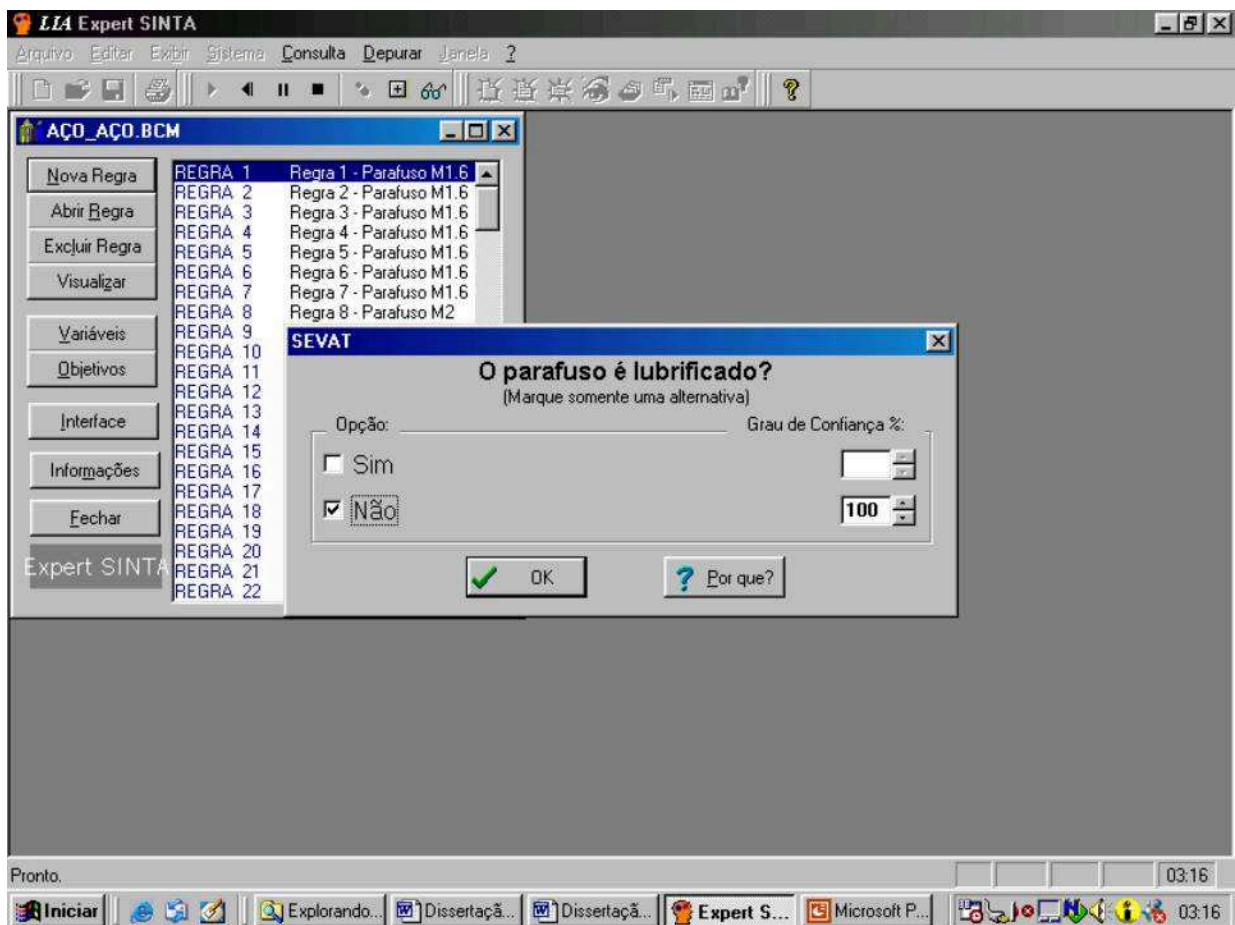 LIA Expert SINTA
Arquivo Editar Exibir Sistema Consulta Depurar Janela ?
AÇO_AÇO.BCM
Nova Regra
Abrir Regra
Excluir Regra
Visualizar
Variáveis
Objetivos
Interface
Informações
Fechar
Expert SINTA
REGRA 1 Regra 1 - Parafuso M1.6
REGRA 2 Regra 2 - Parafuso M1.6
REGRA 3 Regra 3 - Parafuso M1.6
REGRA 4 Regra 4 - Parafuso M1.6
REGRA 5 Regra 5 - Parafuso M1.6
REGRA 6 Regra 6 - Parafuso M1.6
REGRA 7 Regra 7 - Parafuso M1.6
REGRA 8 Regra 8 - Parafuso M2
REGRA 9
REGRA 10
REGRA 11
REGRA 12
REGRA 13
REGRA 14
REGRA 15
REGRA 16
REGRA 17
REGRA 18
REGRA 19
REGRA 20
REGRA 21
REGRA 22
SEVAT
O parafuso é lubrificado?
(Marque somente uma alternativa)
Opção: Grau de Confiança %:
Sim
Não 100
OK ? Por que?
Pronto. 03:16
Iniciar Explorando... Dissertaçã... Dissertaçã... Expert S... Microsoft P... 03:16